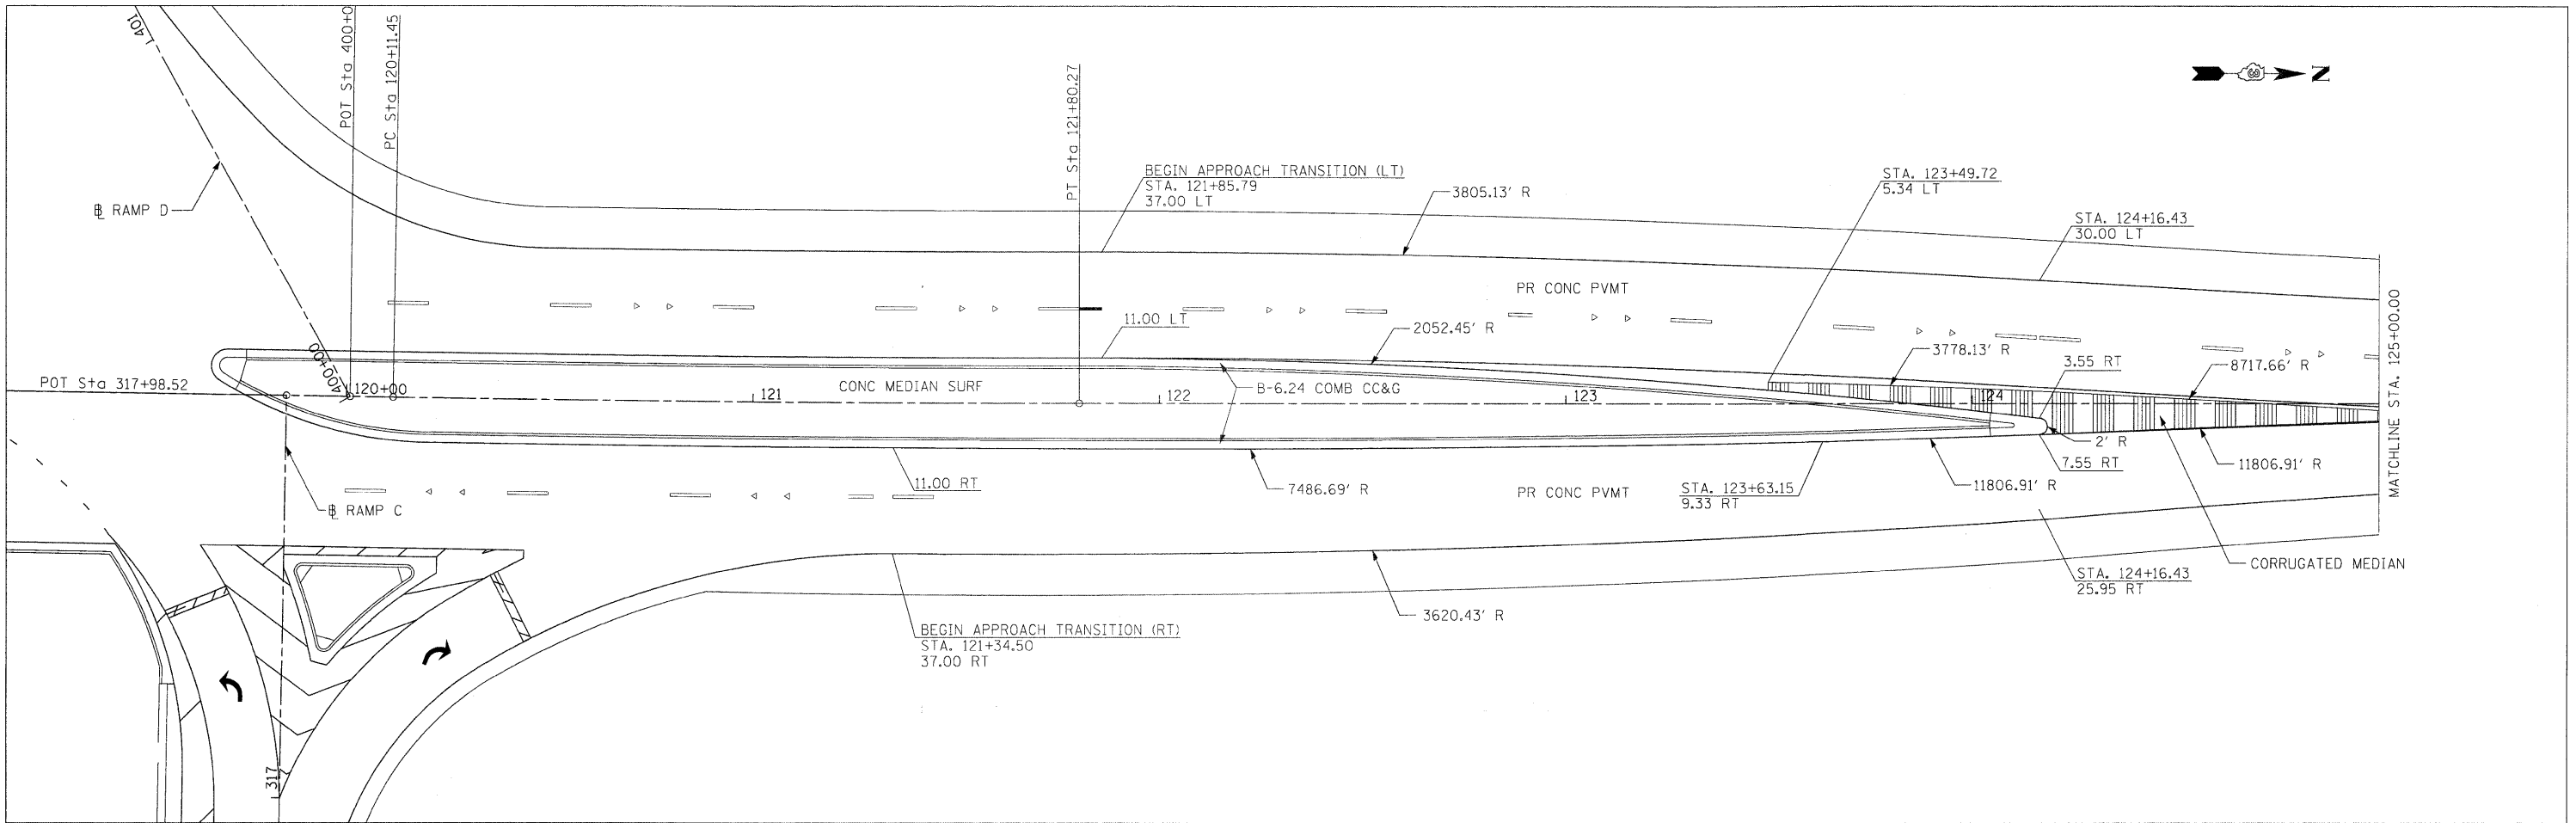 401
POT Sta 400+0
PC Sta 120+11.45
PT Sta 121+80.27
N
BEGIN APPROACH TRANSITION (LT)
STA. 121+85.79
37.00 LT
3805.13' R
STA. 123+49.72
5.34 LT
STA. 124+16.43
30.00 LT
℄ RAMP D
PR CONC PVMT
11.00 LT
2052.45' R
3778.13' R
3.55 RT
8717.66' R
MATCHLINE STA. 125+00.00
POT Sta 317+98.52
400+00
120+00
121
CONC MEDIAN SURF
B-6.24 COMB CC&G
122
123
124
2' R
7.55 RT
11806.91' R
11.00 RT
7486.69' R
PR CONC PVMT
STA. 123+63.15
9.33 RT
11806.91' R
℄ RAMP C
CORRUGATED MEDIAN
STA. 124+16.43
25.95 RT
3620.43' R
BEGIN APPROACH TRANSITION (RT)
STA. 121+34.50
37.00 RT
317